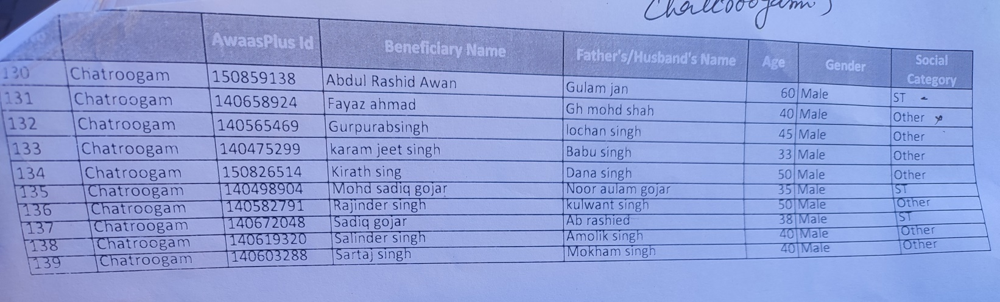 AwaasPlus Id Beneficiary Name Father's/Husband's Name Age Gender Social Category
130 Chatroogam 150859138 Abdul Rashid Awan Gulam jan 60 Male ST
131 Chatroogam 140658924 Fayaz ahmad Gh mohd shah 40 Male Other
132 Chatroogam 140565469 Gurpurabsingh lochan singh 45 Male Other
133 Chatroogam 140475299 karam jeet singh Babu singh 33 Male Other
134 Chatroogam 150826514 Kirath sing Dana singh 50 Male Other
135 Chatroogam 140498904 Mohd sadiq gojar Noor aulam gojar 35 Male ST
136 Chatroogam 140582791 Rajinder singh kulwant singh 50 Male Other
137 Chatroogam 140672048 Sadiq gojar Ab rashied 38 Male ST
138 Chatroogam 140619320 Salinder singh Amolik singh 40 Male Other
139 Chatroogam 140603288 Sartaj singh Mokham singh 40 Male Other